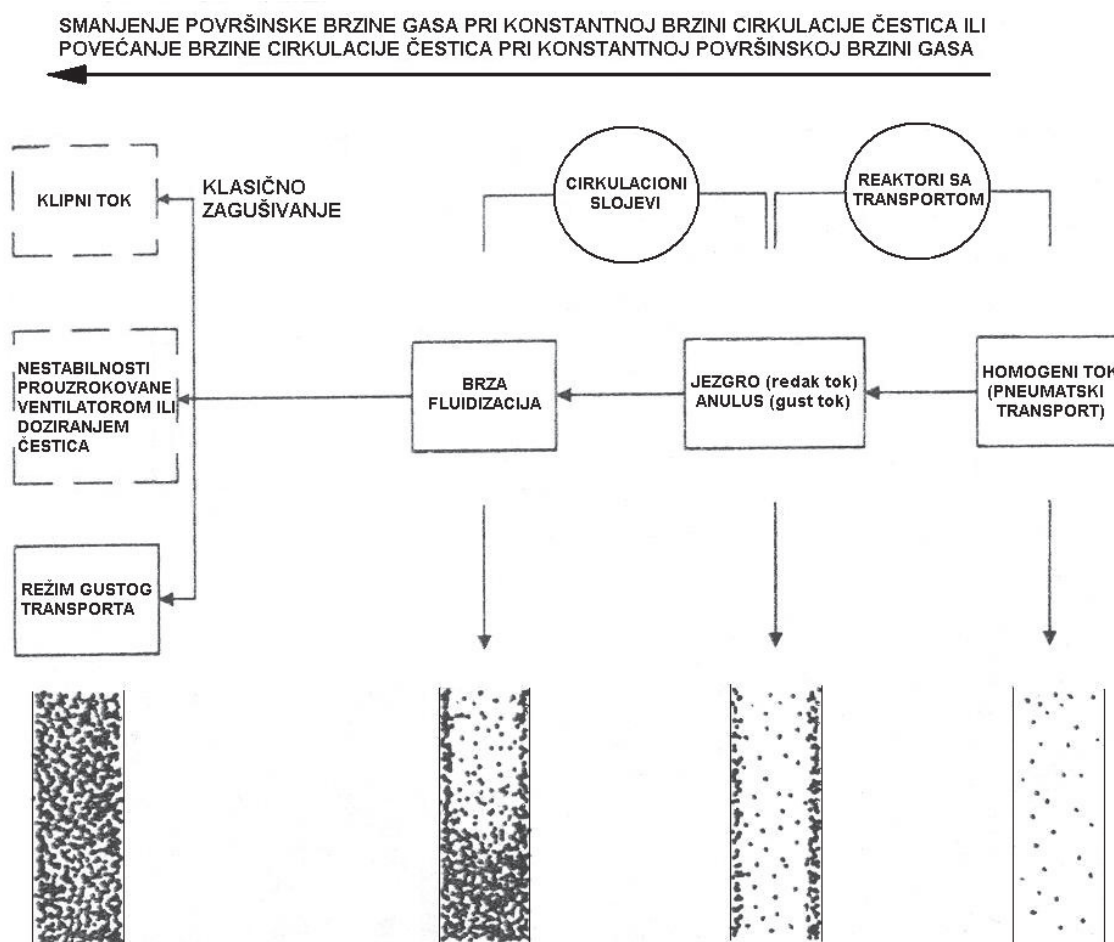 SMANJENJE POVRŠINSKE BRZINE GASA PRI KONSTANTNOJ BRZINI CIRKULACIJE ČESTICA ILI
POVEĆANJE BRZINE CIRKULACIJE ČESTICA PRI KONSTANTNOJ POVRŠINSKOJ BRZINI GASA
KLIPNI TOK
KLASIČNO
ZAGUŠIVANJE
CIRKULACIONI
SLOJEVI
REAKTORI SA
TRANSPORTOM
NESTABILNOSTI
PROUZROKOVANE
VENTILATOROM ILI
DOZIRANJEM
ČESTICA
BRZA
FLUIDIZACIJA
JEZGRO (redak tok)
ANULUS (gust tok)
HOMOGENI TOK
(PNEUMATSKI
TRANSPORT)
REŽIM GUSTOG
TRANSPORTA